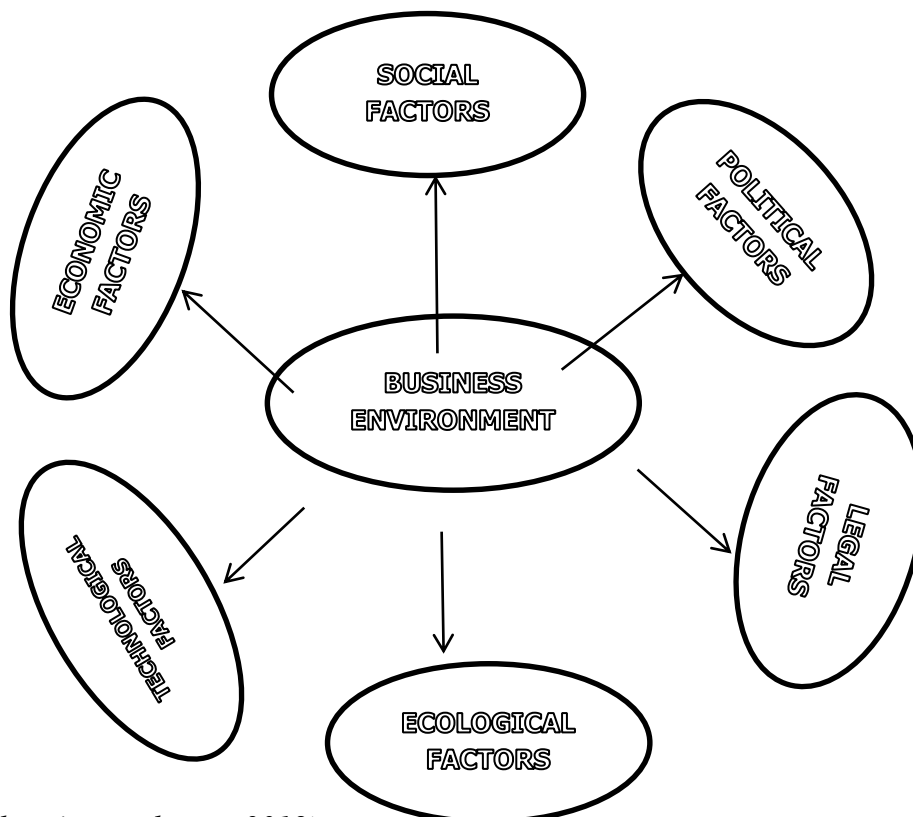 SOCIAL
FACTORS
POLITICAL
FACTORS
ECONOMIC
FACTORS
BUSINESS
ENVIRONMENT
LEGAL
FACTORS
TECHNOLOGICAL
FACTORS
ECOLOGICAL
FACTORS